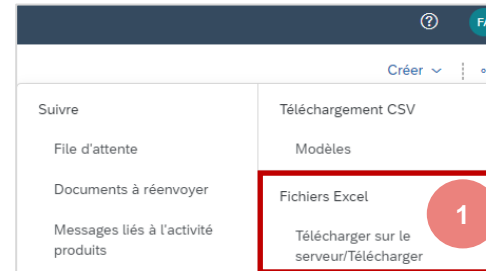 ?
Créer
Suivre
File d'attente
Documents à réenvoyer
Messages liés à l'activité
produits
Téléchargement CSV
Modèles
Fichiers Excel
1
Télécharger sur le
serveur/Télécharger